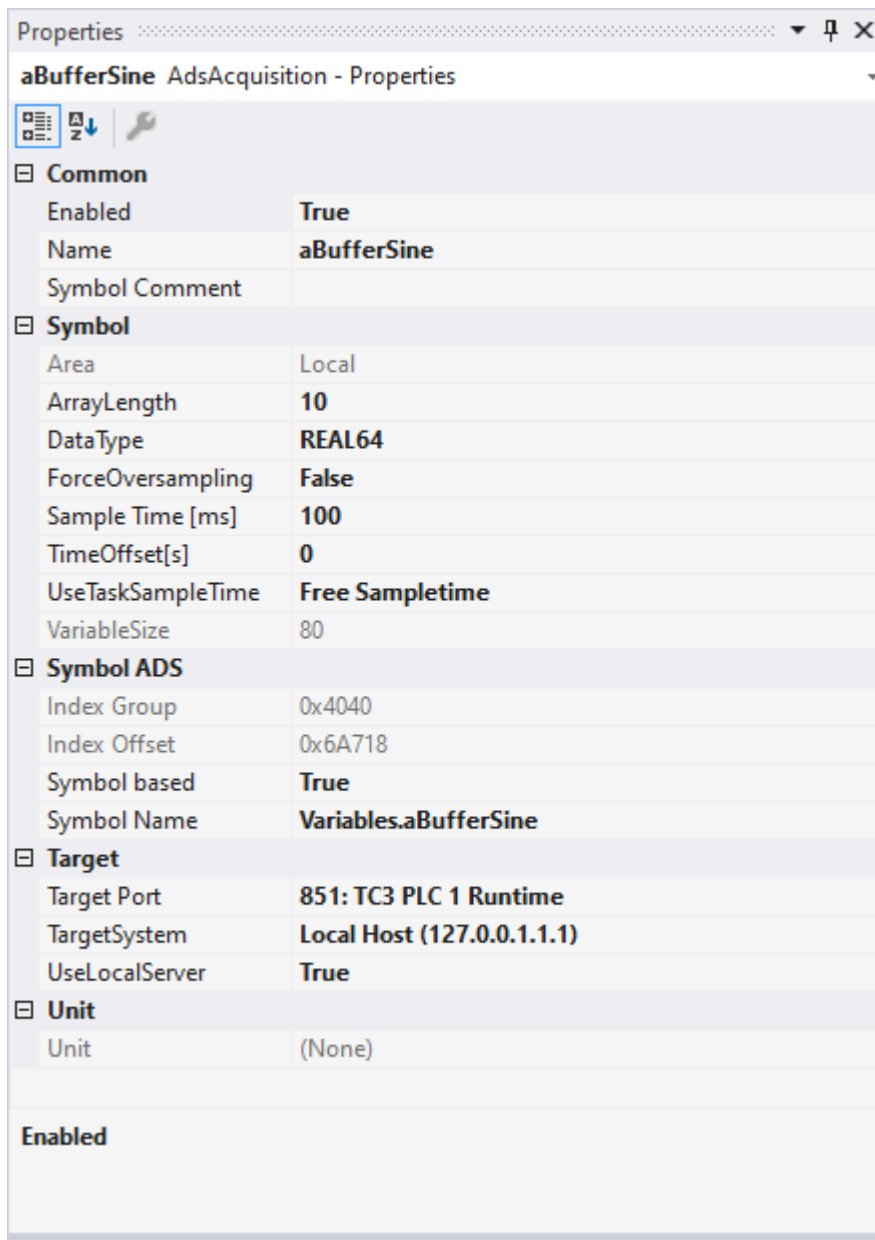 Properties
aBufferSine AdsAcquisition - Properties
Common
Enabled True
Name aBufferSine
Symbol Comment
Symbol
Area Local
ArrayLength 10
DataType REAL64
ForceOversampling False
Sample Time [ms] 100
TimeOffset[s] 0
UseTaskSampleTime Free Sampletime
VariableSize 80
Symbol ADS
Index Group 0x4040
Index Offset 0x6A718
Symbol based True
Symbol Name Variables.aBufferSine
Target
Target Port 851: TC3 PLC 1 Runtime
TargetSystem Local Host (127.0.0.1.1.1)
UseLocalServer True
Unit
Unit (None)
Enabled